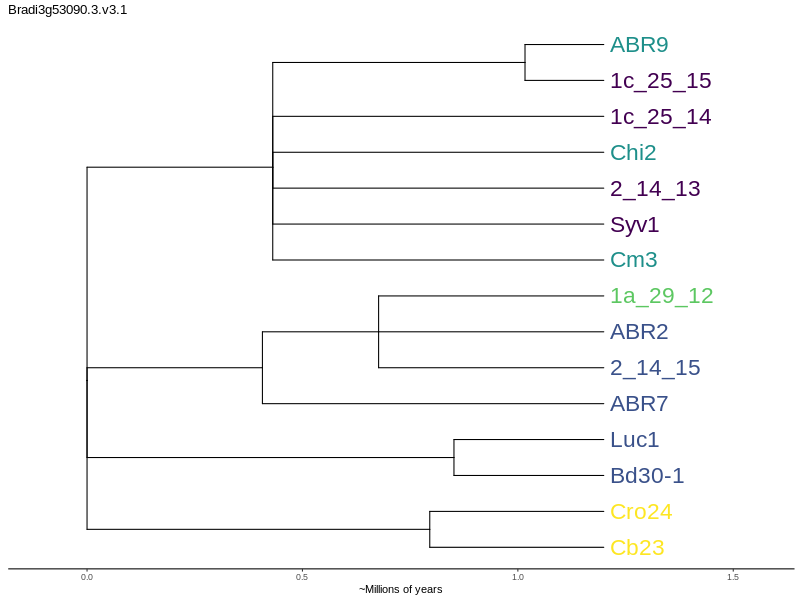 Bradi3g53090.3.v3.1
ABR9
1c_25_15
1c_25_14
Chi2
2_14_13
Syv1
Cm3
1a_29_12
ABR2
2_14_15
ABR7
Luc1
Bd30-1
Cro24
Cb23
0.0 0.5 1.0 1.5
~Millions of years